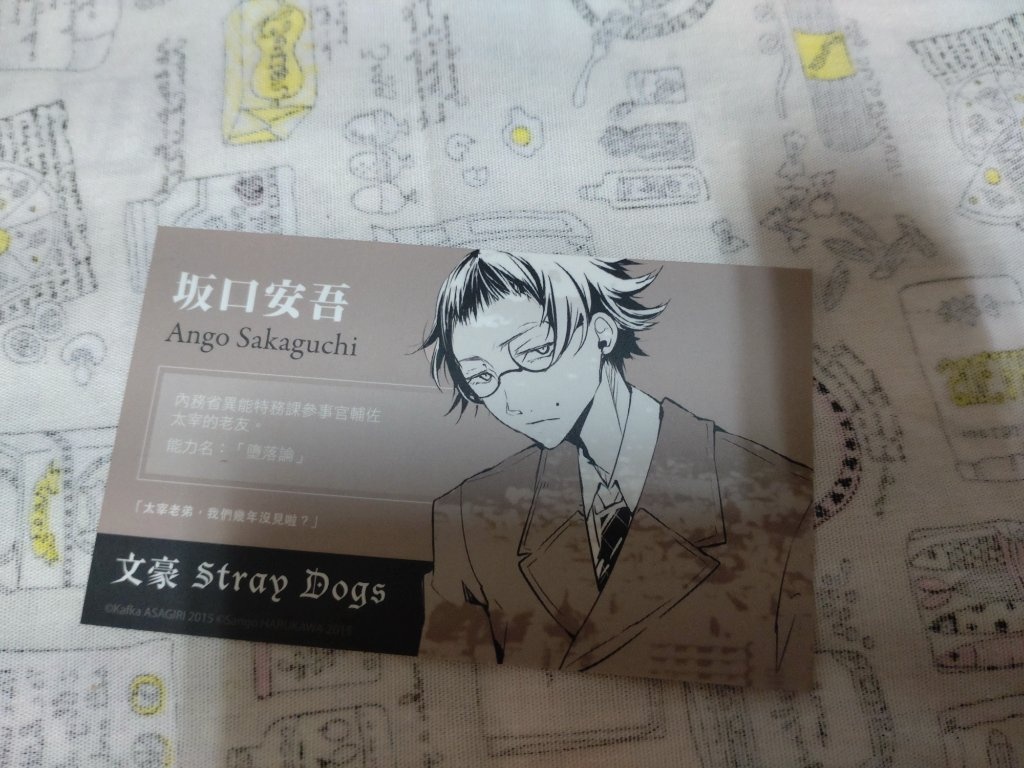 坂口安吾
Ango Sakaguchi
內務省異能特務課參事官輔佐
太宰的老友。
能力名：「墮落論」
「太宰老弟，我們幾年沒見啦？」
文豪 Stray Dogs
©Kafka ASAGIRI 2015 ©Sango HARUKAWA 2015